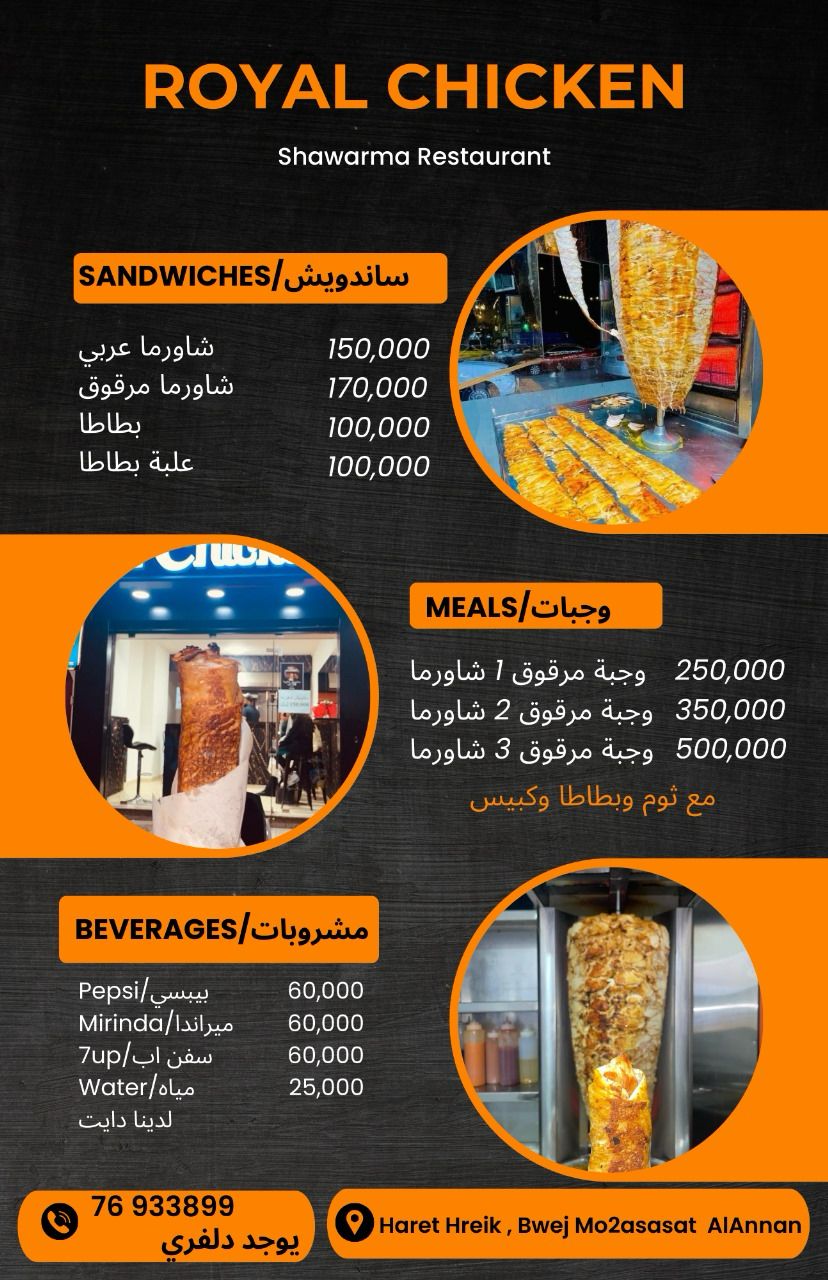 ROYAL CHICKEN
Shawarma Restaurant
SANDWICHES/ساندويش
شاورما عربي 150,000
شاورما مرقوق 170,000
بطاطا 100,000
علبة بطاطا 100,000
Chicken
MEALS/وجبات
وجبة مرقوق 1 شاورما 250,000
وجبة مرقوق 2 شاورما 350,000
وجبة مرقوق 3 شاورما 500,000
مع ثوم وبطاطا وكبيس
BEVERAGES/مشروبات
Pepsi/بيبسي 60,000
Mirinda/ميراندا 60,000
7up/سفن اب 60,000
Water/مياه 25,000
لدينا دايت
76 933899
يوجد دلفري
Haret Hreik , Bwej Mo2asasat AlAnnan